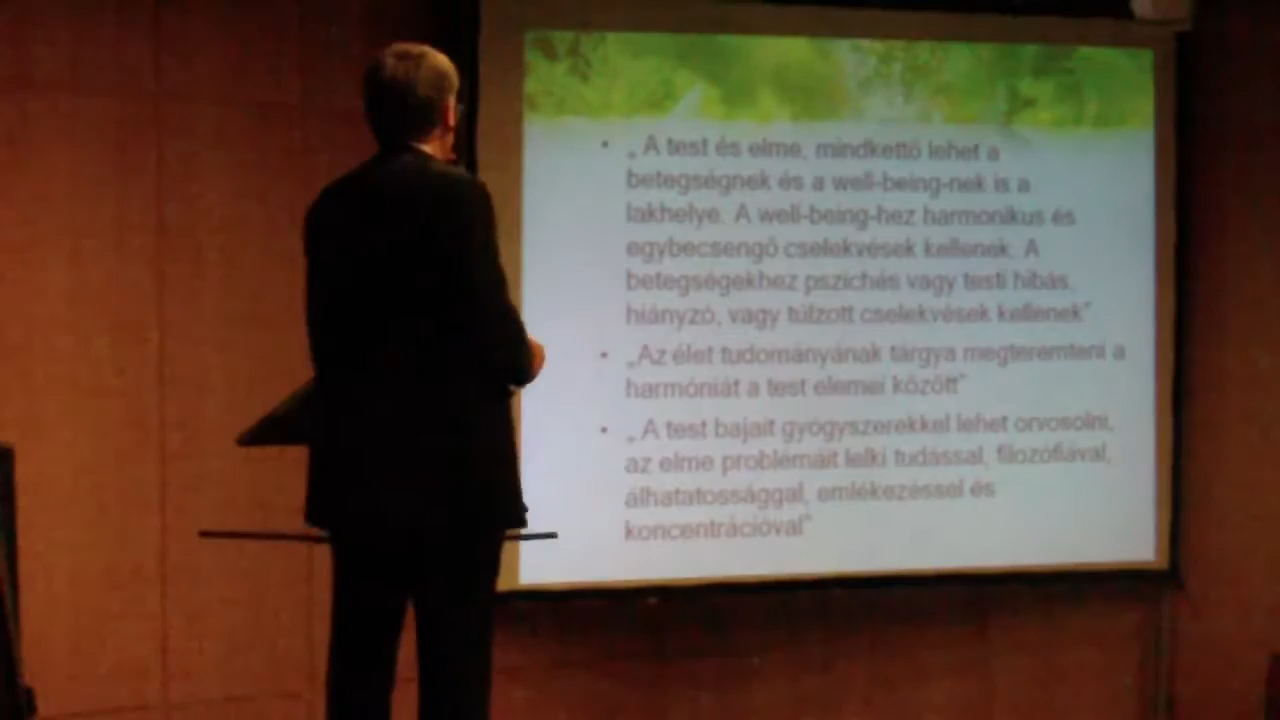 • „ A test és elme, mindkettő lehet a
betegségnek és a well-being-nek is a
lakhelye. A well-being-hez harmonikus és
egybecsengő cselekvések kellenek. A
betegségekhez pszichés vagy testi hibás,
hiányzó, vagy túlzott cselekvések kellenek”
• „Az élet tudományának tárgya megteremteni a
harmóniát a test elemei között”
• „ A test bajait gyógyszerekkel lehet orvosolni,
az elme problémáit lelki tudással, filozófiával,
álhatatossággal, emlékezéssel és
koncentrációval”